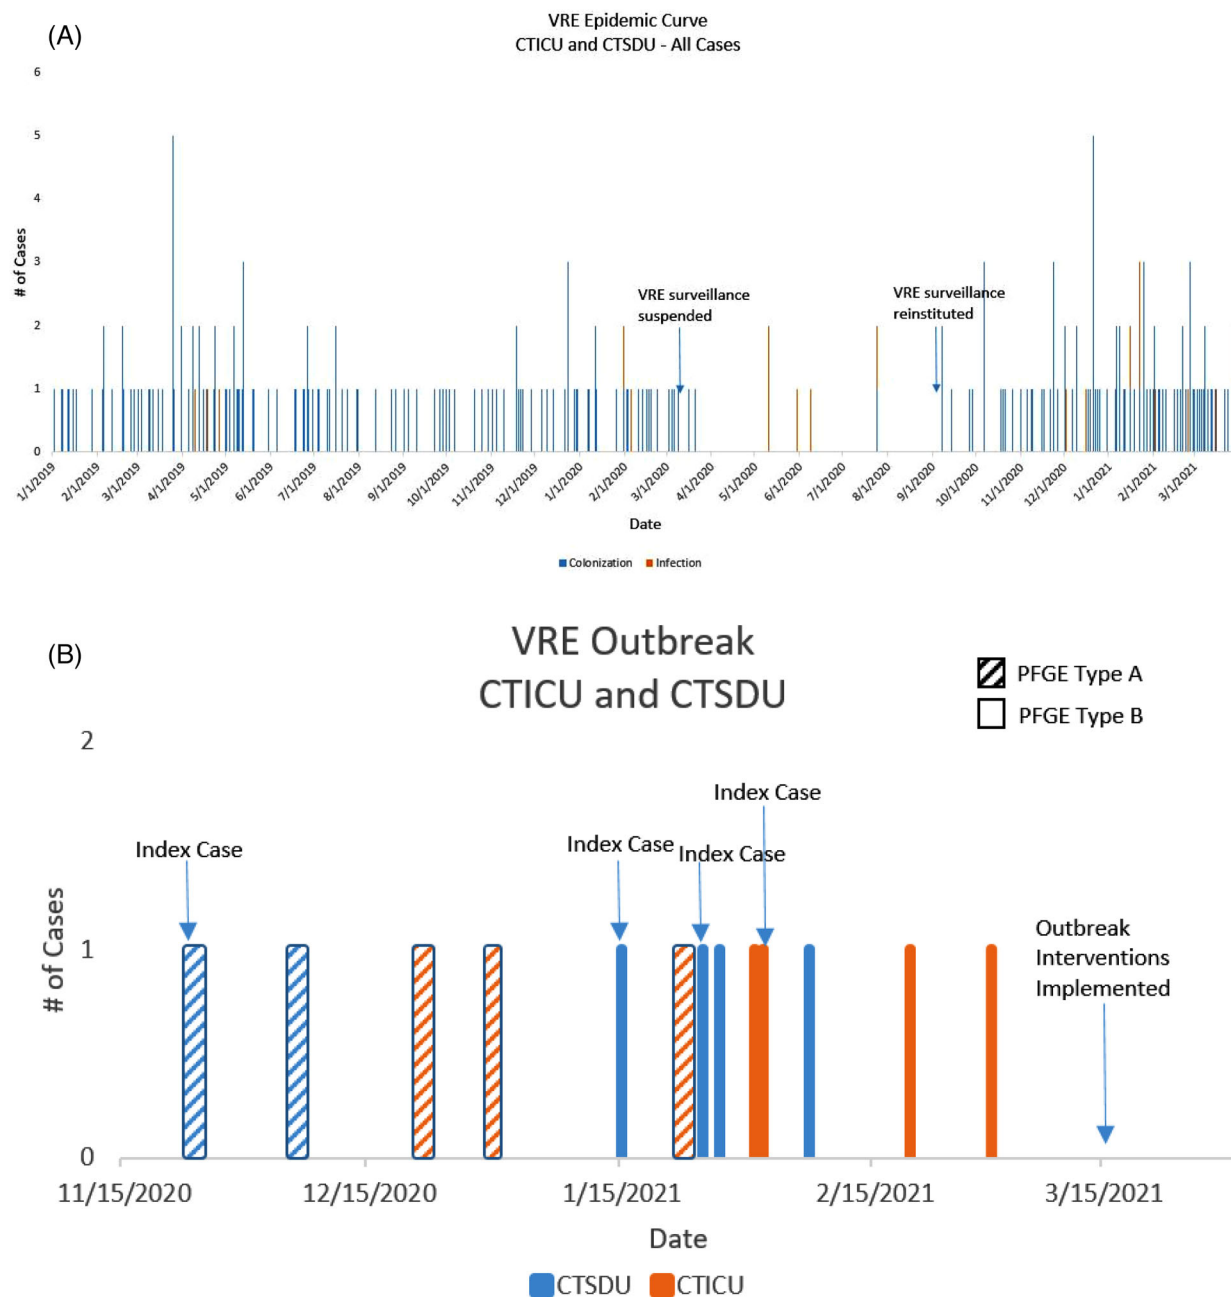 (A)
VRE Epidemic Curve
CTICU and CTSDU - All Cases
6
5
4
3
2
1
0
# of Cases
VRE surveillance
suspended
VRE surveillance
reinstituted
1/1/2019
2/1/2019
3/1/2019
4/1/2019
5/1/2019
6/1/2019
7/1/2019
8/1/2019
9/1/2019
10/1/2019
11/1/2019
12/1/2019
1/1/2020
2/1/2020
3/1/2020
4/1/2020
5/1/2020
6/1/2020
7/1/2020
8/1/2020
9/1/2020
10/1/2020
11/1/2020
12/1/2020
1/1/2021
2/1/2021
3/1/2021
Date
Colonization Infection
(B)
VRE Outbreak
CTICU and CTSDU
PFGE Type A
PFGE Type B
2
1
0
# of Cases
Index Case
Index Case
Index Case
Index Case
Outbreak
Interventions
Implemented
11/15/2020 12/15/2020 1/15/2021 2/15/2021 3/15/2021
Date
CTSDU CTICU